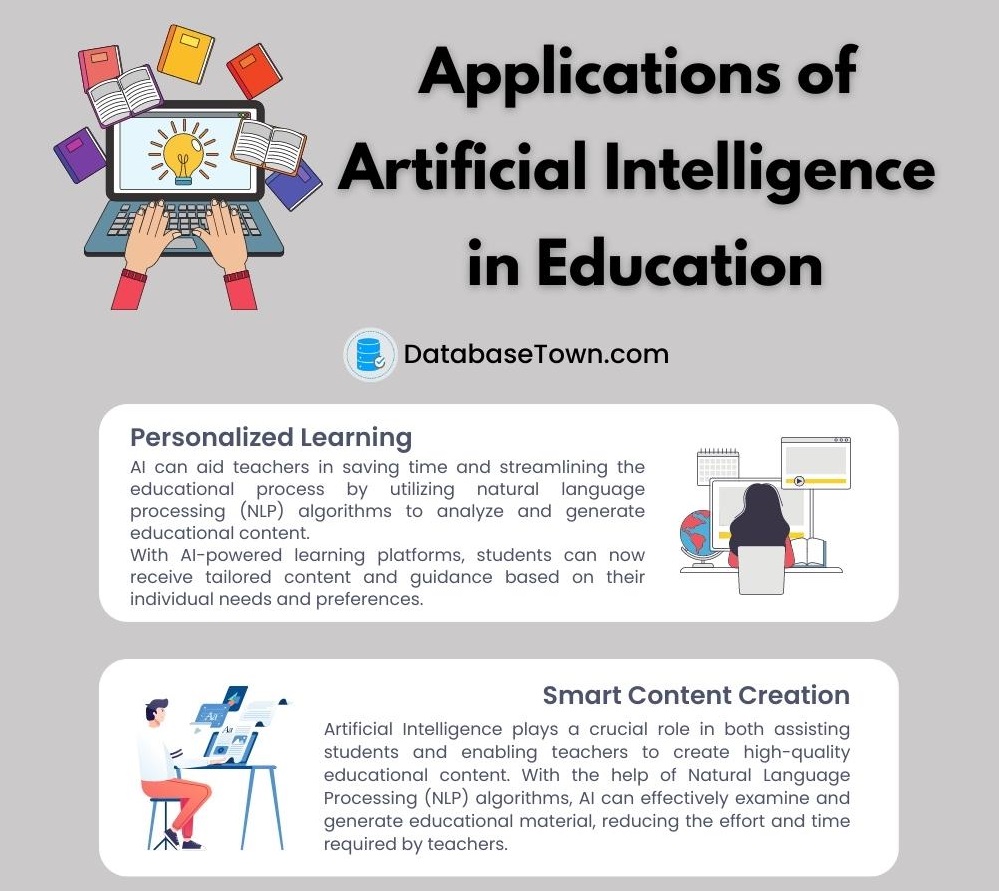 Applications of
Artificial Intelligence
in Education
DatabaseTown.com
Personalized Learning
AI can aid teachers in saving time and streamlining the
educational process by utilizing natural language
processing (NLP) algorithms to analyze and generate
educational content.
With AI-powered learning platforms, students can now
receive tailored content and guidance based on their
individual needs and preferences.
Smart Content Creation
Aa
Aa
Artificial Intelligence plays a crucial role in both assisting
students and enabling teachers to create high-quality
educational content. With the help of Natural Language
Processing (NLP) algorithms, AI can effectively examine and
generate educational material, reducing the effort and time
required by teachers.